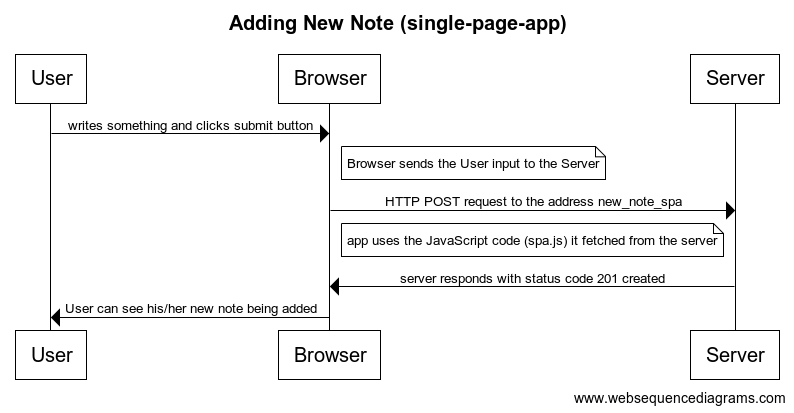 Adding New Note (single-page-app)
User Browser Server
writes something and clicks submit button
Browser sends the User input to the Server
HTTP POST request to the address new_note_spa
app uses the JavaScript code (spa.js) it fetched from the server
server responds with status code 201 created
User can see his/her new note being added
User Browser Server
www.websequencediagrams.com